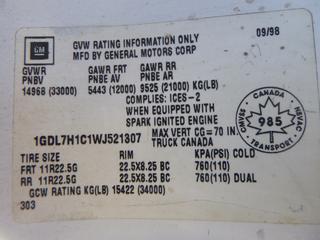 GM
GVW RATING INFORMATION ONLY
09/98
MFD BY GENERAL MOTORS CORP
GVWR GAWR FRT GAWR RR
PNBV PNBE AV PNBE AR
14968 (33000) 5443 (12000) 9525 (21000) KG(LB)
COMPLIES: ICES-2
WHEN EQUIPPED WITH
SPARK IGNITED ENGINE
MAX VERT CG= 70 IN.
1GDL7H1C1WJ521307 TRUCK CANADA
CANADA
985
TRANSPORT
TIRE SIZE RIM KPA(PSI) COLD
FRT 11R22.5G 22.5X8.25 BC 760(110)
RR 11R22.5G 22.5X8.25 BC 760(110) DUAL
GCW RATING KG(LB) 15422 (34000)
303